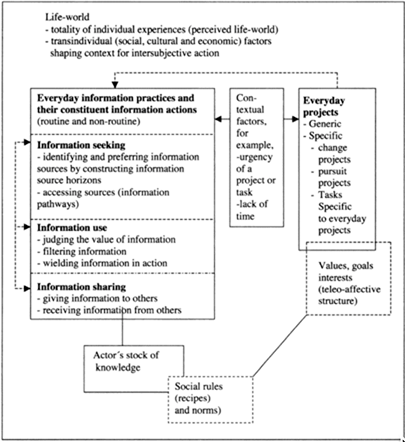 Life-world
- totality of individual experiences (perceived life-world)
- transindividual (social, cultural and economic) factors
shaping context for intersubjective action
Everyday information practices and
their constituent information actions
(routine and non-routine)
Information seeking
- identifying and preferring information
sources by constructing information
source horizons
- accessing sources (information
pathways)
Information use
- judging the value of information
- filtering information
- wielding information in action
Information sharing
- giving information to others
- receiving information from others
Con-
textual
factors,
for
example,
-urgency
of a
project or
task
-lack of
time
Everyday
projects
- Generic
- Specific
- change
projects
- pursuit
projects
- Tasks
Specific
to everyday
projects
Values, goals
interests
(teleo-affective
structure)
Actor´s stock of
knowledge
Social rules
(recipes)
and norms)